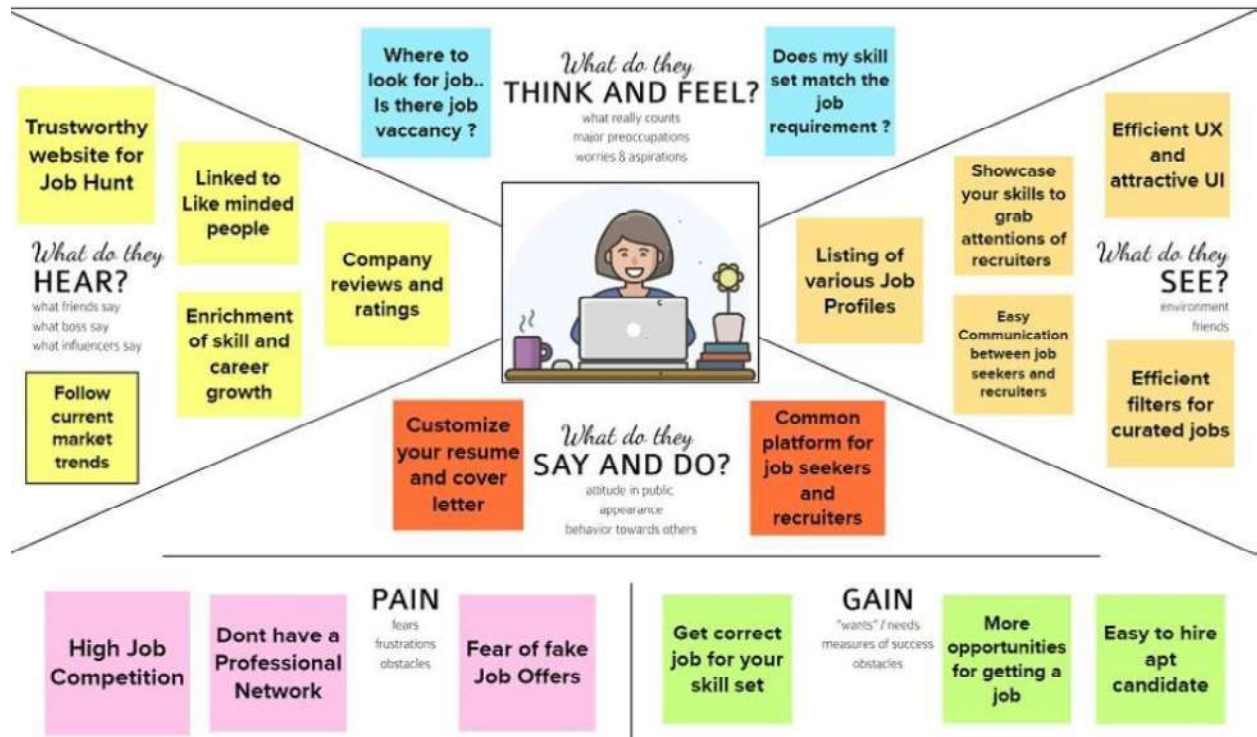 Where to
look for job..
Is there job
vaccancy ?
What do they
THINK AND FEEL?
what really counts
major preoccupations
worries & aspirations
Does my skill
set match the
job
requirement ?
Trustworthy
website for
Job Hunt
Linked to
Like minded
people
Company
reviews and
ratings
What do they
HEAR?
what friends say
what boss say
what influencers say
Enrichment
of skill and
career
growth
Follow
current
market
trends
Listing of
various Job
Profiles
Showcase
your skills to
grab
attentions of
recruiters
Efficient UX
and
attractive UI
What do they
SEE?
environment
friends
Easy
Communication
between job
seekers and
recruiters
Efficient
filters for
curated jobs
Customize
your resume
and cover
letter
What do they
SAY AND DO?
attitude in public
appearance
behavior towards others
Common
platform for
job seekers
and
recruiters
High Job
Competition
Dont have a
Professional
Network
PAIN
fears
frustrations
obstacles
Fear of fake
Job Offers
Get correct
job for your
skill set
GAIN
"wants" / needs
measures of success
obstacles
More
opportunities
for getting a
job
Easy to hire
apt
candidate